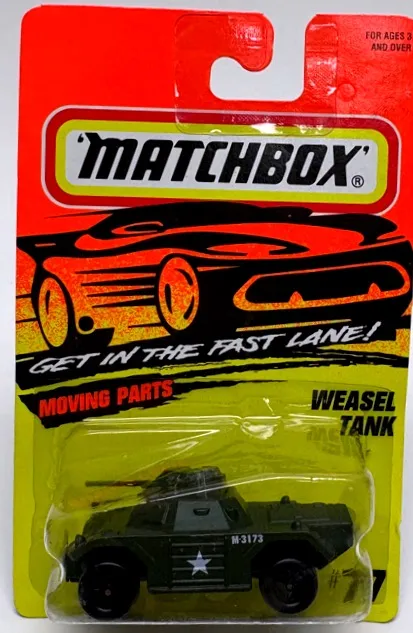 FOR AGES 3
AND OVER
'MATCHBOX'
®
GET IN THE FAST LANE!
MOVING PARTS
WEASEL
TANK
M-3173